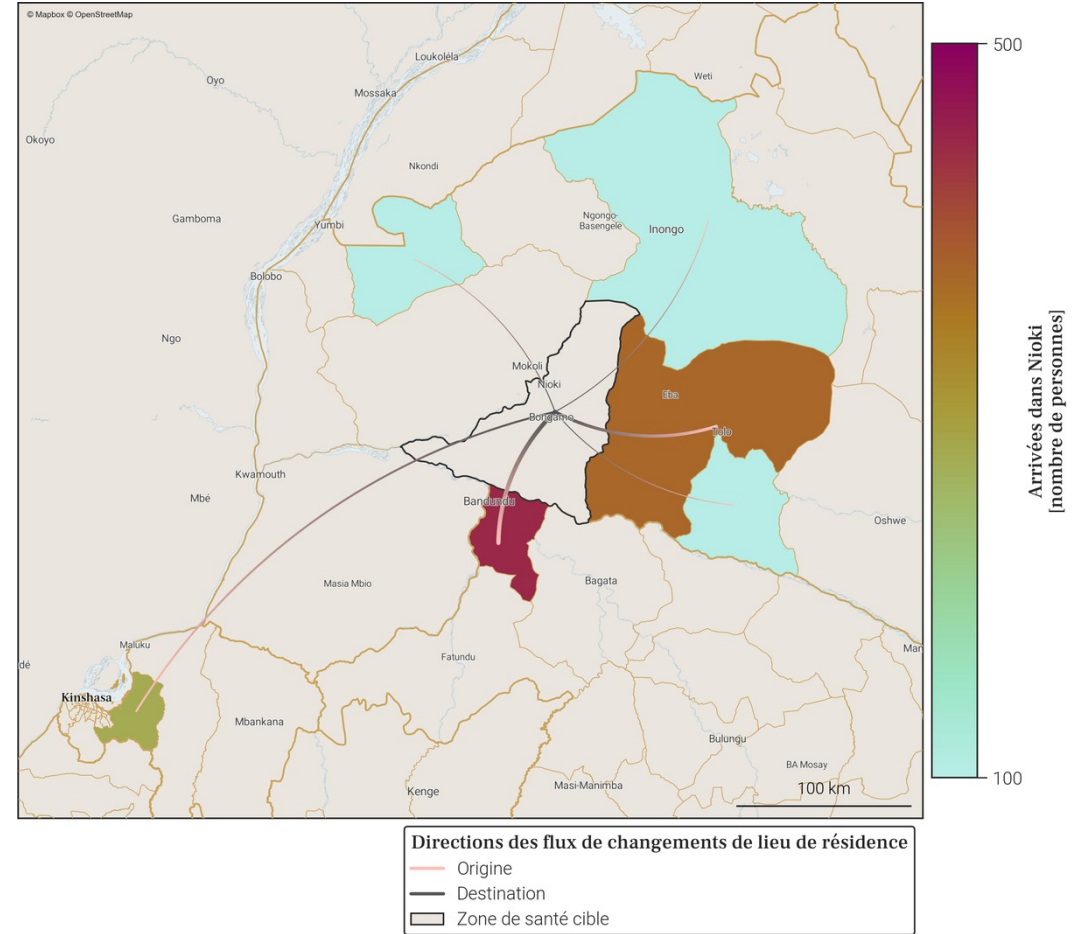 © Mapbox © OpenStreetMap
Loukoléla
Weti
Oyo
Mossaka
Okoyo
Nkondi
Gamboma
Yumbi
Ngongo-
Basengele
Inongo
Bolobo
Ngo
Mokoli
Nioki
Eba
Bongamo
Tolo
Kwamouth
Mbé
Bandundu
Oshwe
Masia Mbio
Bagata
Maluku
Fatundu
Mar
dé
Kinshasa
Mbankana
Bulungu
BA Mosay
Kenge
Masi-Manimba
100 km
500
100
Arrivées dans Nioki
[nombre de personnes]
Directions des flux de changements de lieu de résidence
Origine
Destination
Zone de santé cible